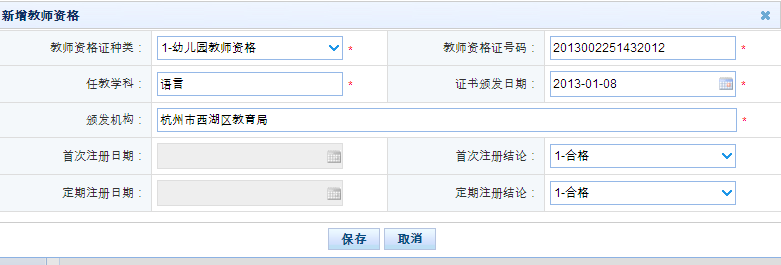 新增教师资格
教师资格证种类： 1-幼儿园教师资格 * 教师资格证号码： 2013002251432012 *
任教学科： 语言 * 证书颁发日期： 2013-01-08 *
颁发机构： 杭州市西湖区教育局 *
首次注册日期： 首次注册结论： 1-合格
定期注册日期： 定期注册结论： 1-合格
保存 取消